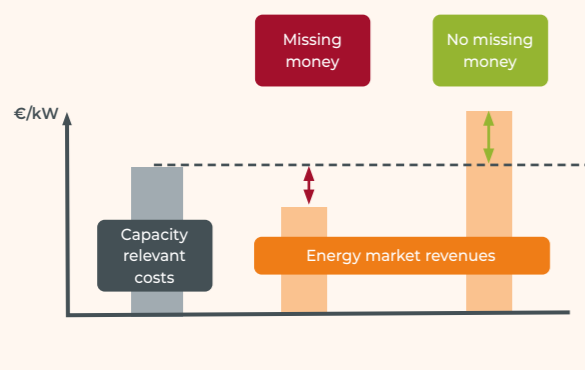 Missing
money
No missing
money
€/kW
Capacity
relevant
costs
Energy market revenues